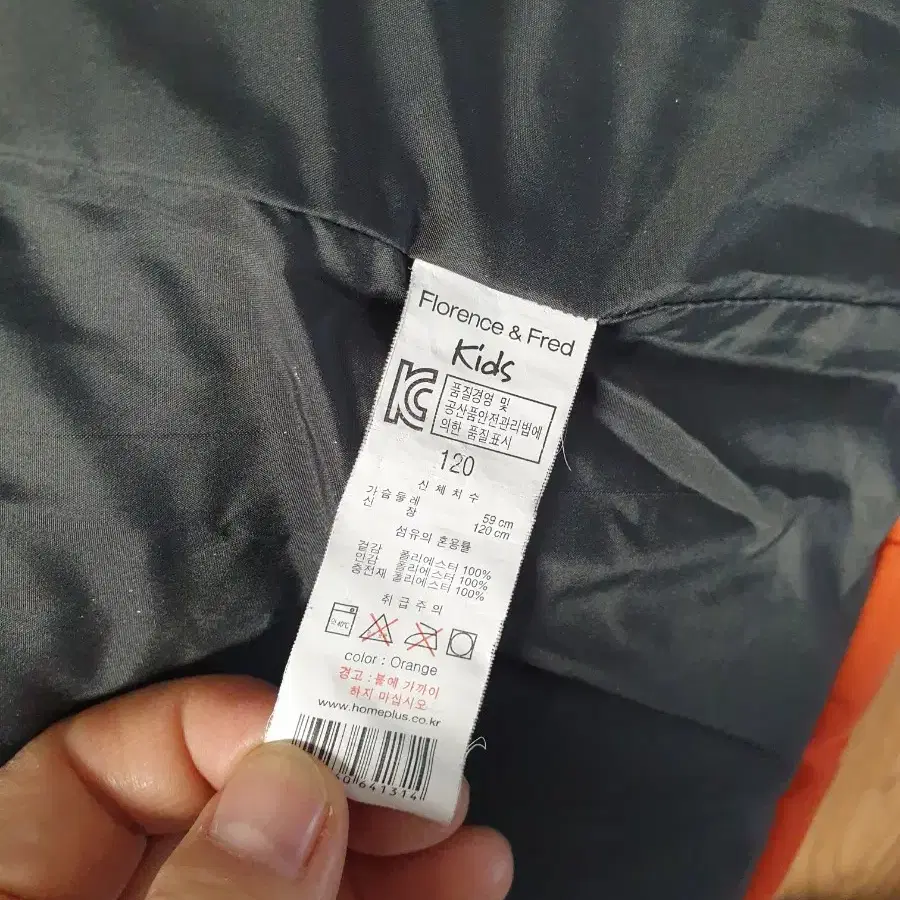 Florence & Fred
Kids
품질경영 및
공산품안전관리법에
의한 품질표시
120
신체치수
가슴둘레 59 cm
신장 120 cm
섬유의 혼용률
겉감 폴리에스터 100%
안감 폴리에스터 100%
충전재 폴리에스터 100%
취급주의
40℃
color : Orange
경고 : 불에 가까이
하지 마십시오
www.homeplus.co.kr
641314